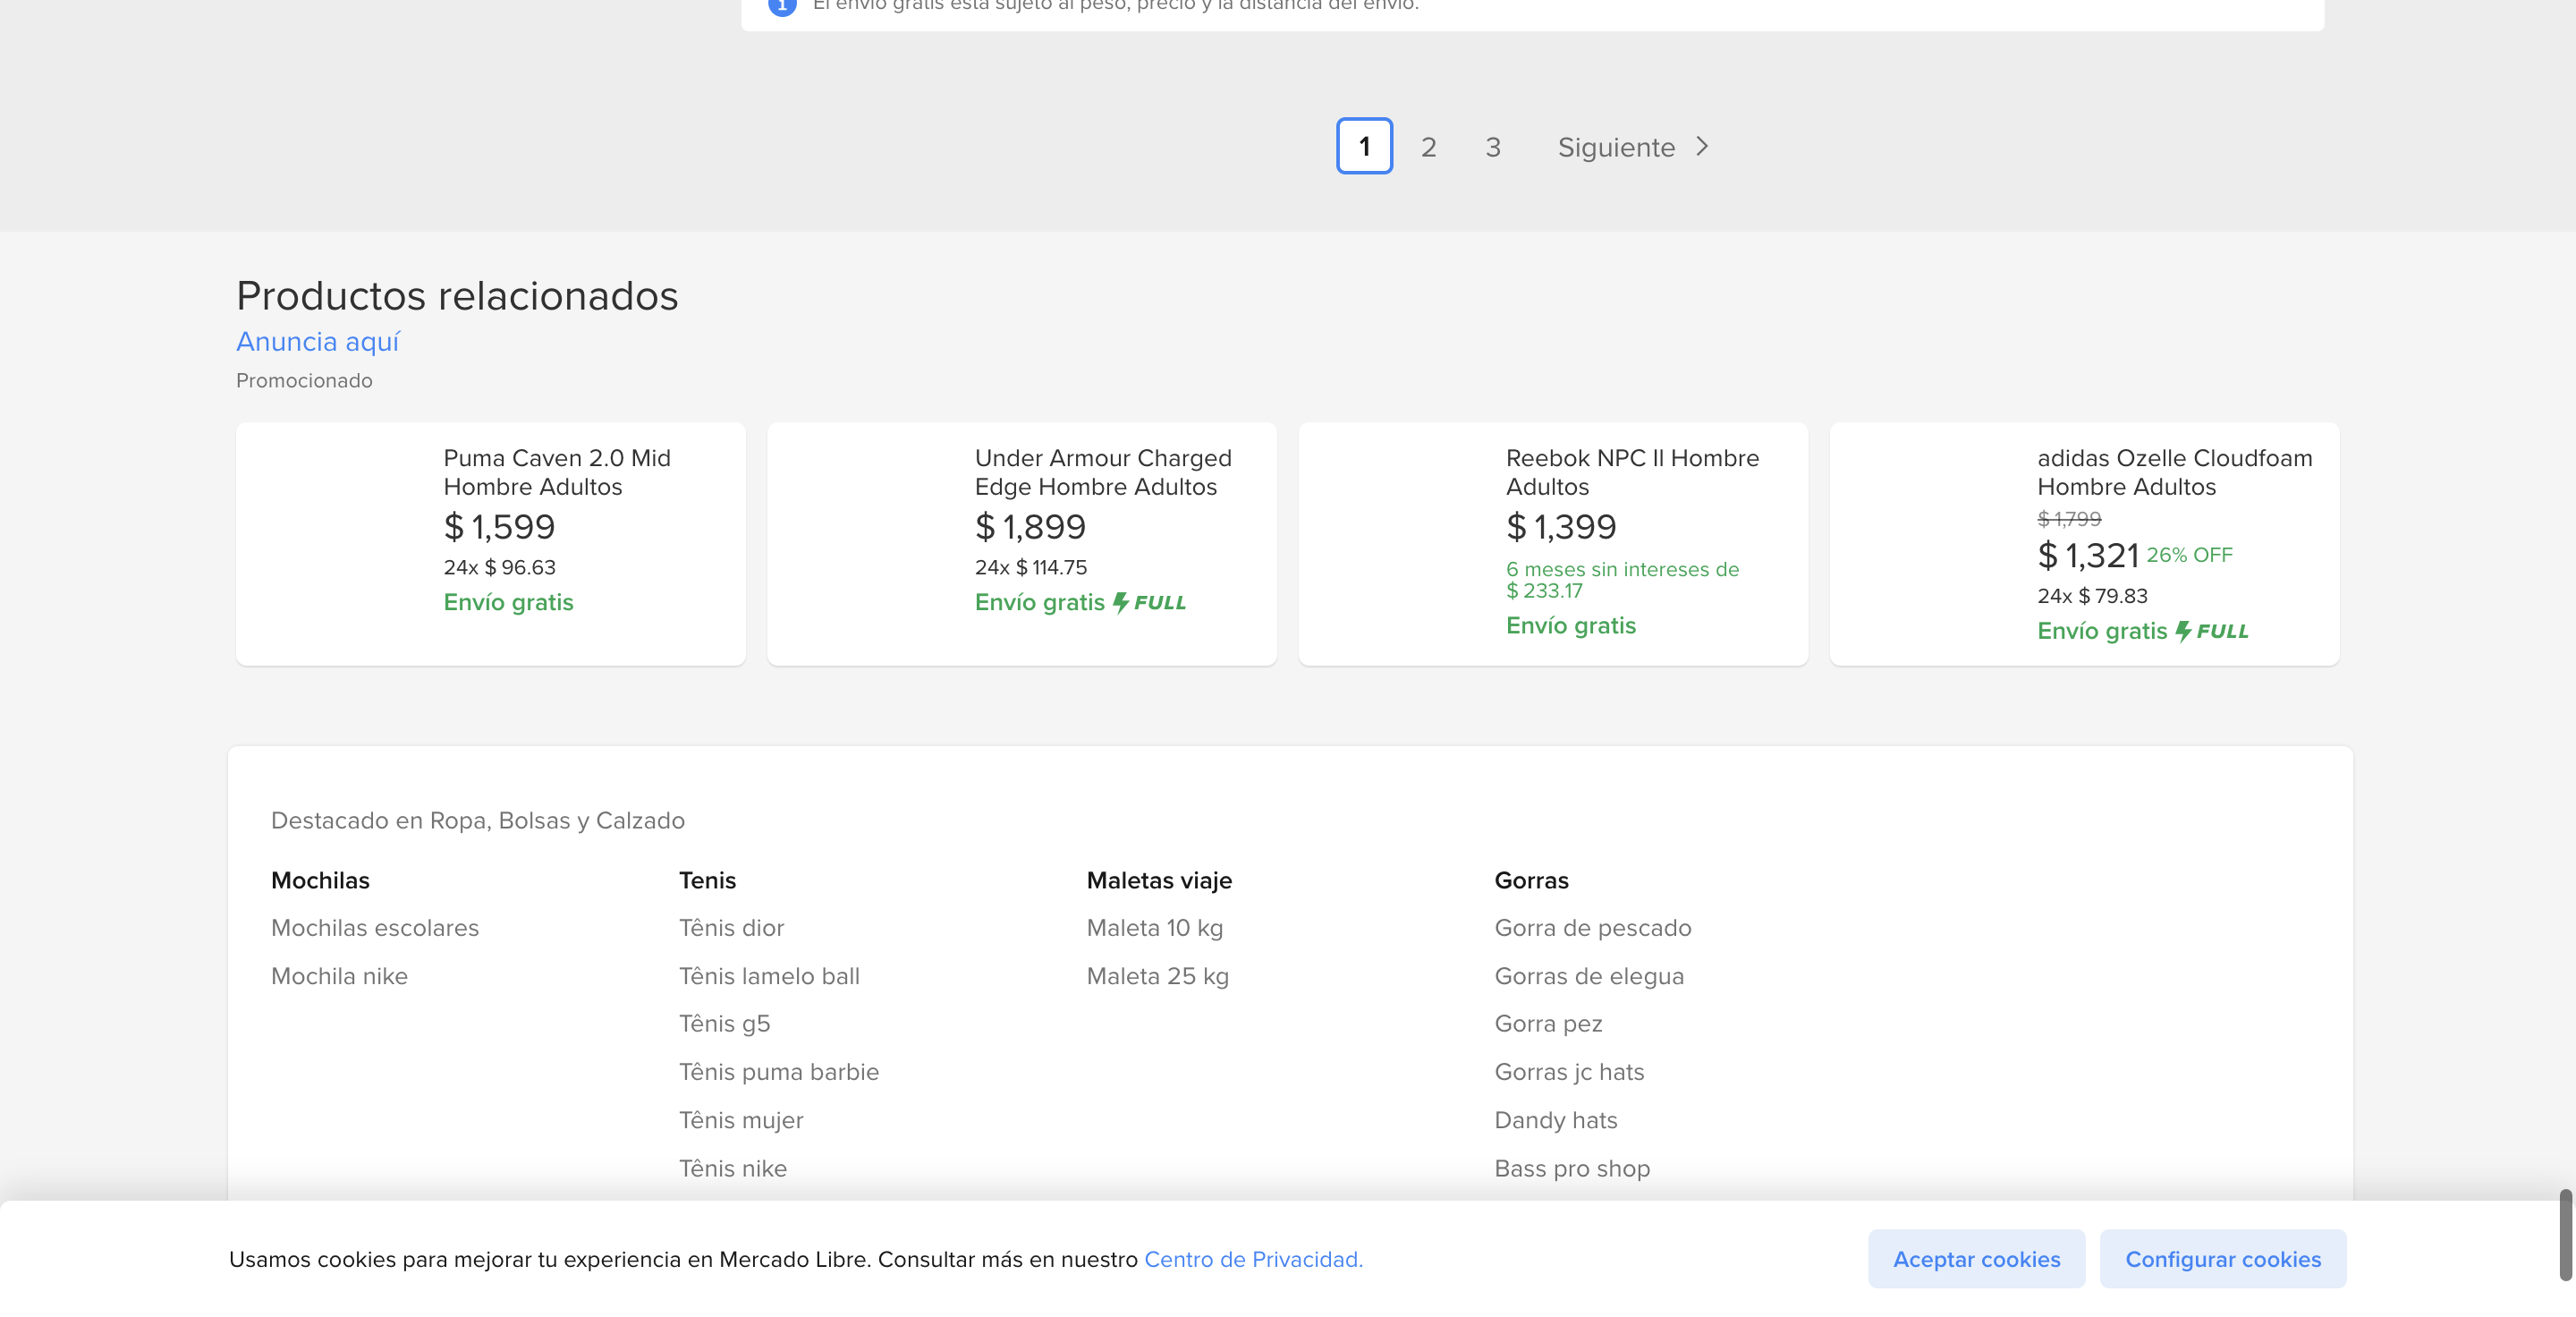 El envío gratis está sujeto al peso, precio y la distancia del envío.
1 2 3 Siguiente
Productos relacionados
Anuncia aquí
Promocionado
Puma Caven 2.0 Mid
Hombre Adultos
$ 1,599
24x $ 96.63
Envío gratis
Under Armour Charged
Edge Hombre Adultos
$ 1,899
24x $ 114.75
Envío gratis FULL
Reebok NPC II Hombre
Adultos
$ 1,399
6 meses sin intereses de
$ 233.17
Envío gratis
adidas Ozelle Cloudfoam
Hombre Adultos
$ 1,799
$ 1,321 26% OFF
24x $ 79.83
Envío gratis FULL
Destacado en Ropa, Bolsas y Calzado
Mochilas
Mochilas escolares
Mochila nike
Tenis
Tênis dior
Tênis lamelo ball
Tênis g5
Tênis puma barbie
Tênis mujer
Tênis nike
Maletas viaje
Maleta 10 kg
Maleta 25 kg
Gorras
Gorra de pescado
Gorras de elegua
Gorra pez
Gorras jc hats
Dandy hats
Bass pro shop
Usamos cookies para mejorar tu experiencia en Mercado Libre. Consultar más en nuestro Centro de Privacidad.
Aceptar cookies
Configurar cookies